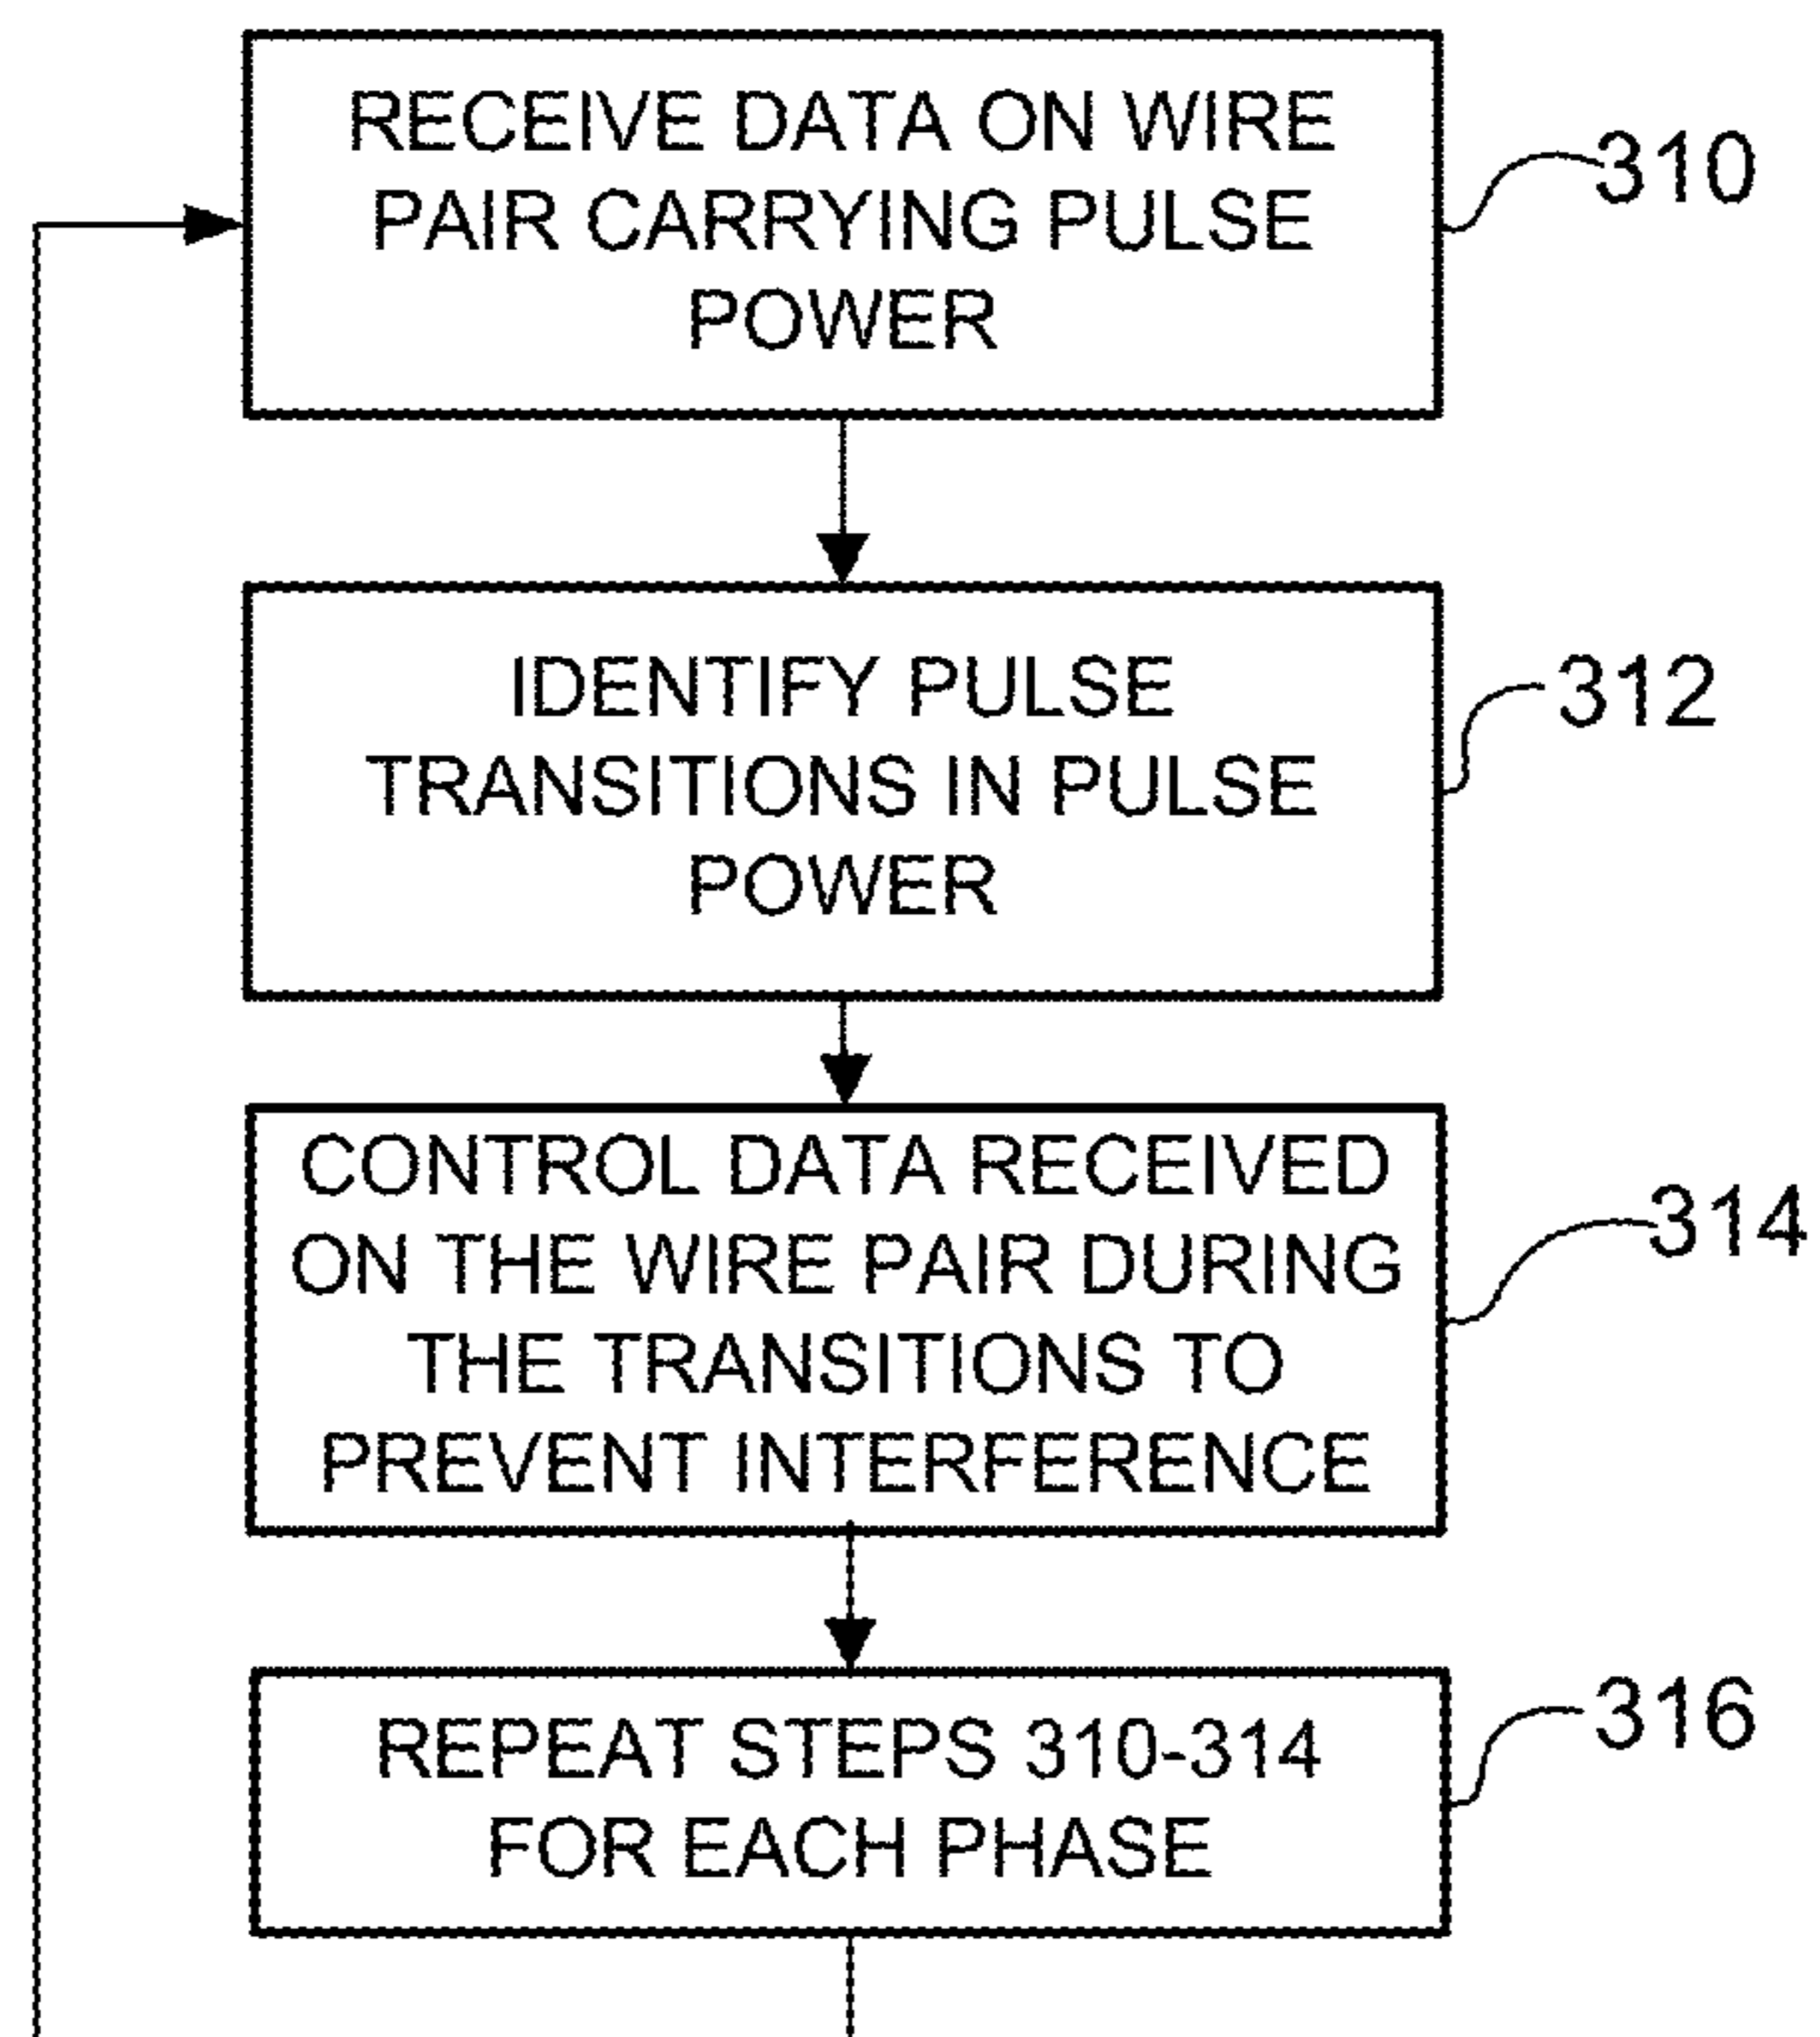 RECEIVE DATA ON WIRE
PAIR CARRYING PULSE
POWER
310
IDENTIFY PULSE
TRANSITIONS IN PULSE
POWER
312
CONTROL DATA RECEIVED
ON THE WIRE PAIR DURING
THE TRANSITIONS TO
PREVENT INTERFERENCE
314
REPEAT STEPS 310-314
FOR EACH PHASE
316